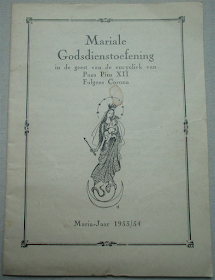 Mariale
Godsdienstoefening
in de geest van de encycliek van
Paus Pius XII
Fulgens Corona
Maria-Jaar 1953/54